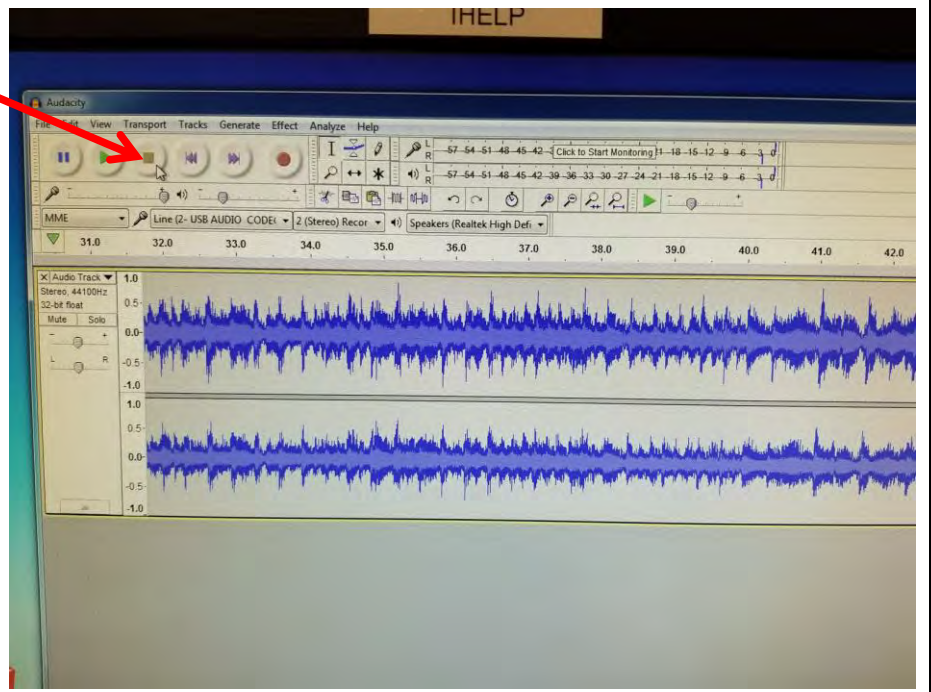 IHELP
Audacity
File Edit View Transport Tracks Generate Effect Analyze Help
L
R
-57 -54 -51 -48 -45 -42 -3 Click to Start Monitoring !1 -18 -15 -12 -9 -6 -3 0
L
R
-57 -54 -51 -48 -45 -42 -39 -36 -33 -30 -27 -24 -21 -18 -15 -12 -9 -6 -3 0
MME Line (2- USB AUDIO CODEC 2 (Stereo) Recor Speakers (Realtek High Defi
31.0 32.0 33.0 34.0 35.0 36.0 37.0 38.0 39.0 40.0 41.0 42.0
X Audio Track 1.0
Stereo, 44100Hz
32-bit float 0.5
Mute Solo
- + 0.0
L R -0.5
-1.0
1.0
0.5
0.0
-0.5
-1.0